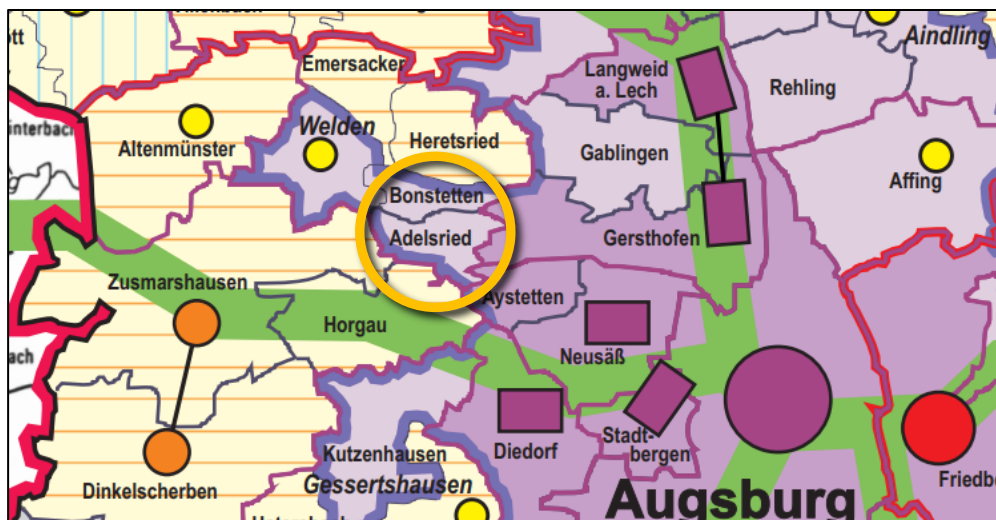 Aindling
Emersacker
Langweid
a. Lech
Rehling
Welden
Altenmünster
Heretsried
Gablingen
Affing
Bonstetten
Adelsried
Gersthofen
Zusmarshausen
Aystetten
Horgau
Neusäß
Kutzenhausen
Diedorf
Stadt-
bergen
Dinkelscherben
Gessertshausen
Augsburg